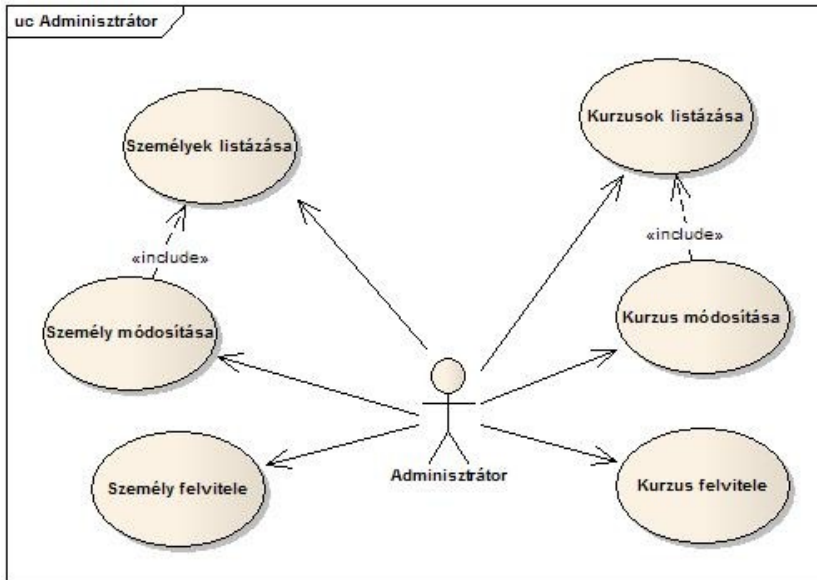 uc Adminisztrátor
Személyek listázása
Kurzusok listázása
«include»
«include»
Személy módosítása
Kurzus módosítása
Adminisztrátor
Személy felvitele
Kurzus felvitele